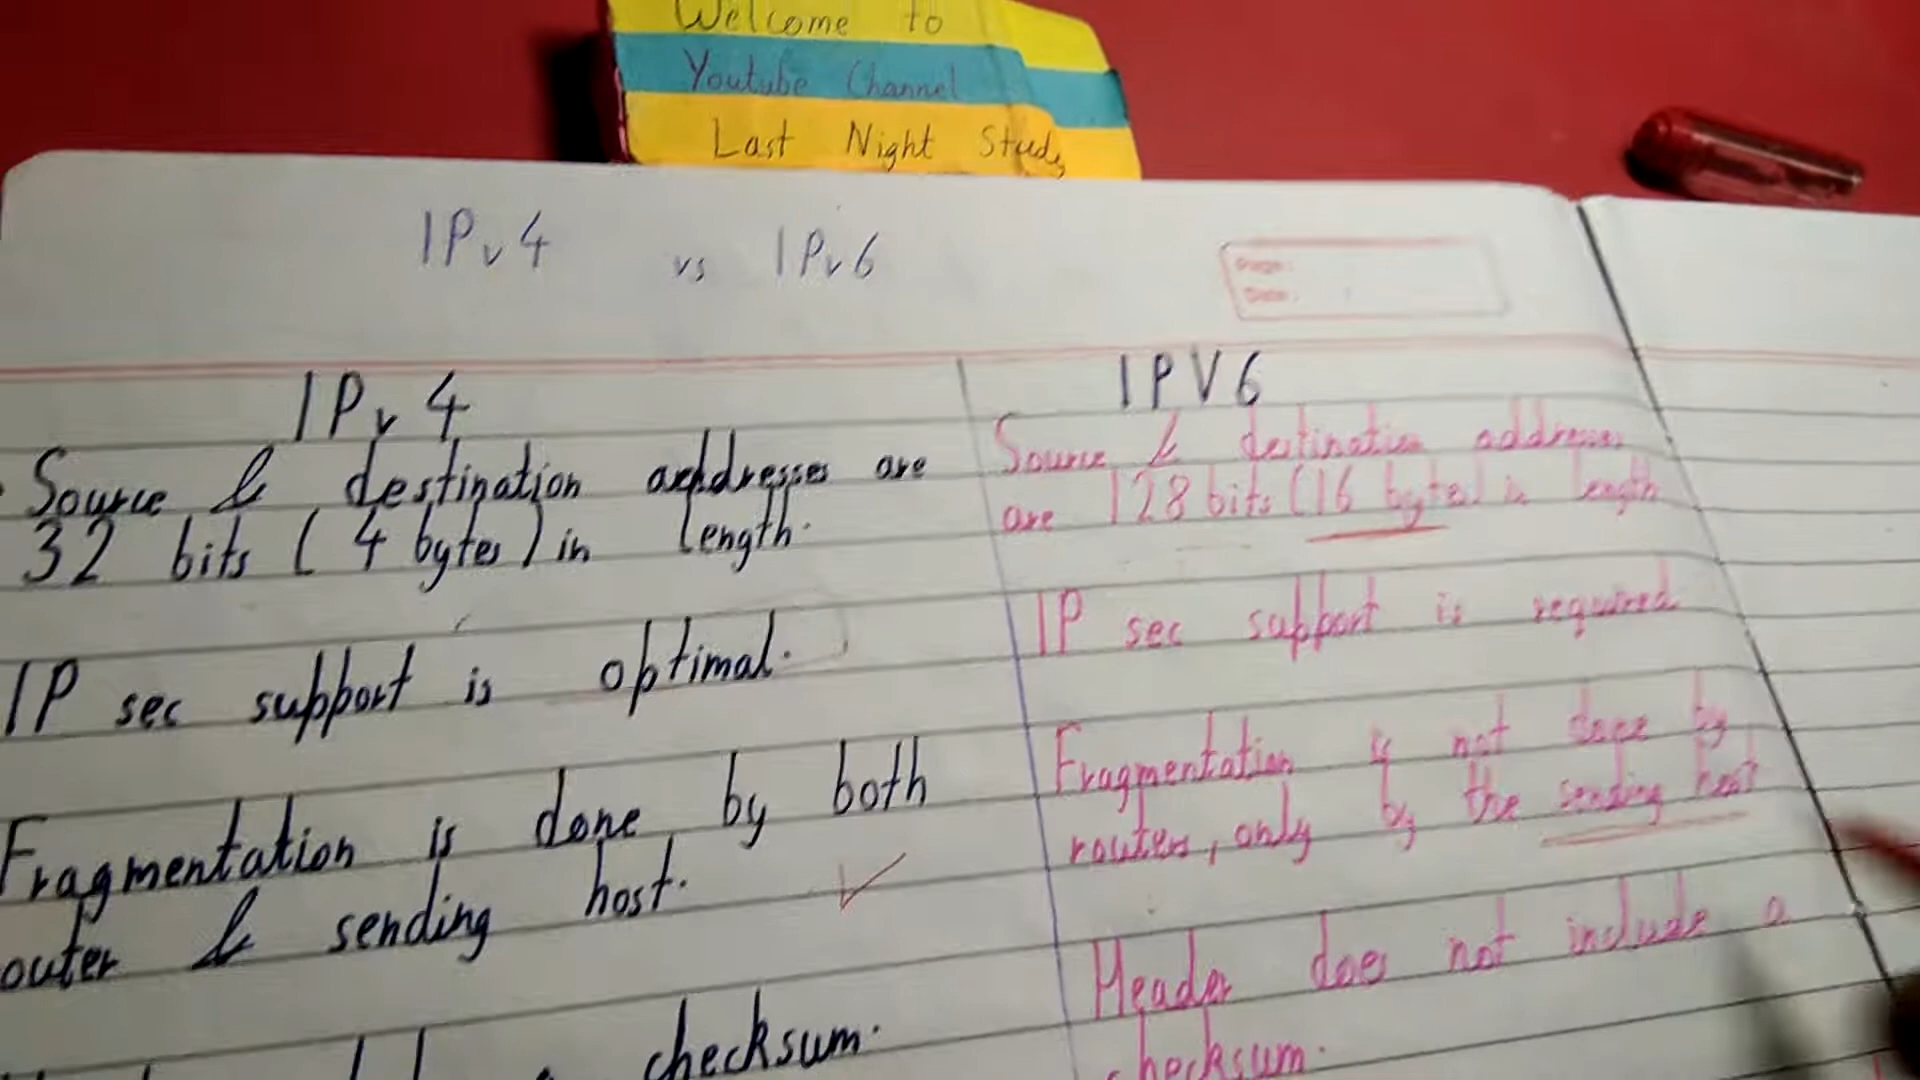 Welcome to
Youtube Channel
Last Night Study
IPv4 vs IPv6
Page:
Date:
IPv4
Source & destination addresses are
32 bits (4 bytes) in length.
IP sec support is optimal.
Fragmentation is done by both
outer & sending host.
checksum.
IPV6
Source & destination addresses
are 128 bits (16 bytes) in length
IP sec support is required
Fragmentation is not done by
routers, only by the sending host
Header does not include a
checksum.